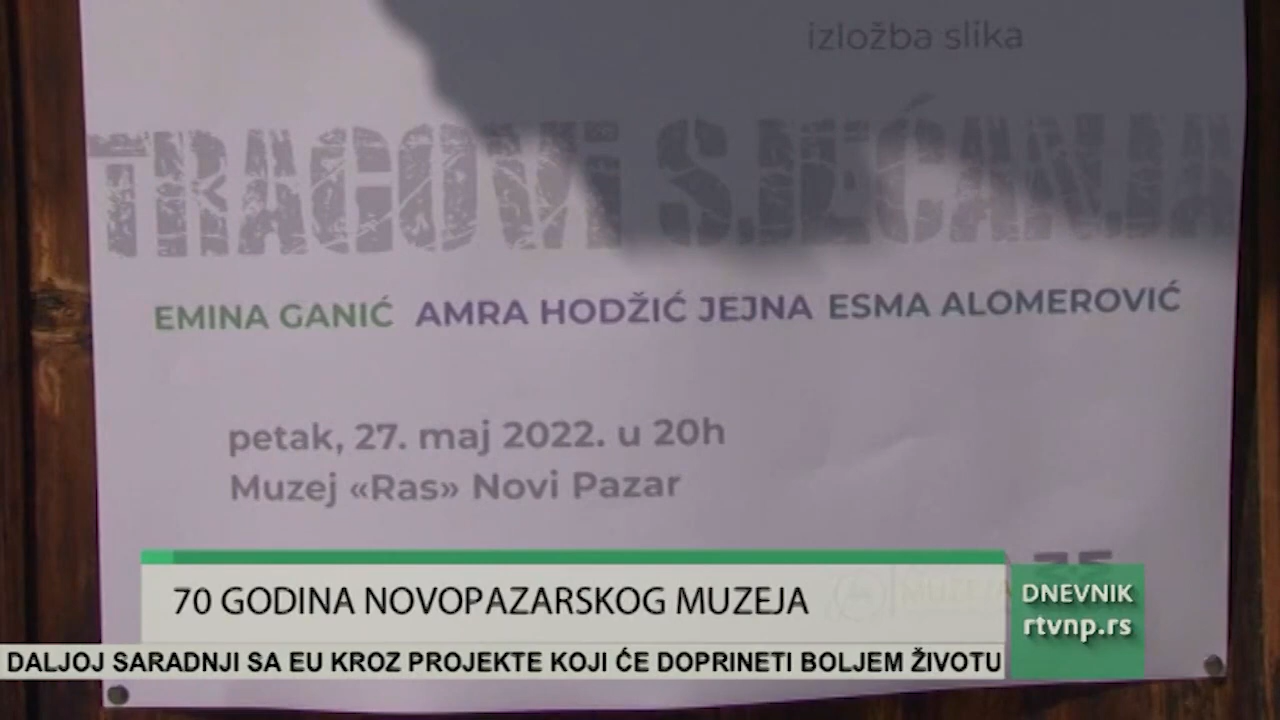 izložba slika
TRAGOVI SJEĆANJA
EMINA GANIĆ AMRA HODŽIĆ JEJNA ESMA ALOMEROVIĆ
petak, 27. maj 2022. u 20h
Muzej «Ras» Novi Pazar
70 GODINA NOVOPAZARSKOG MUZEJA
DNEVNIK
rtvnp.rs
DALJOJ SARADNJI SA EU KROZ PROJEKTE KOJI ĆE DOPRINETI BOLJEM ŽIVOTU